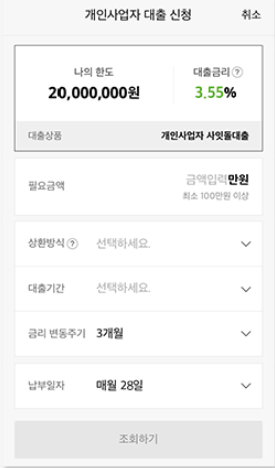 개인사업자 대출 신청 취소
나의 한도 대출금리 ?
20,000,000원 3.55%
대출상품 개인사업자 사잇돌대출
필요금액 금액입력만원
최소 100만원 이상
상환방식 ? 선택하세요.
대출기간 선택하세요.
금리 변동주기 3개월
납부일자 매월 28일
조회하기